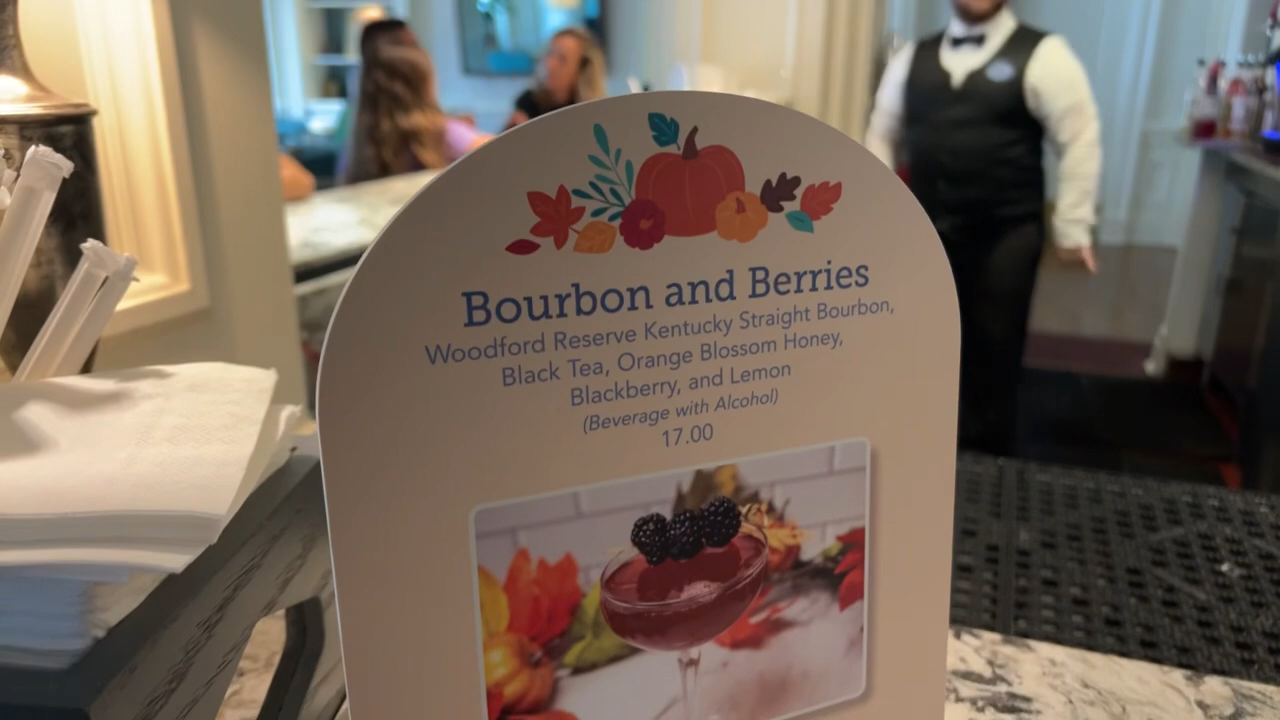 Bourbon and Berries
Woodford Reserve Kentucky Straight Bourbon,
Black Tea, Orange Blossom Honey,
Blackberry, and Lemon
(Beverage with Alcohol)
17.00